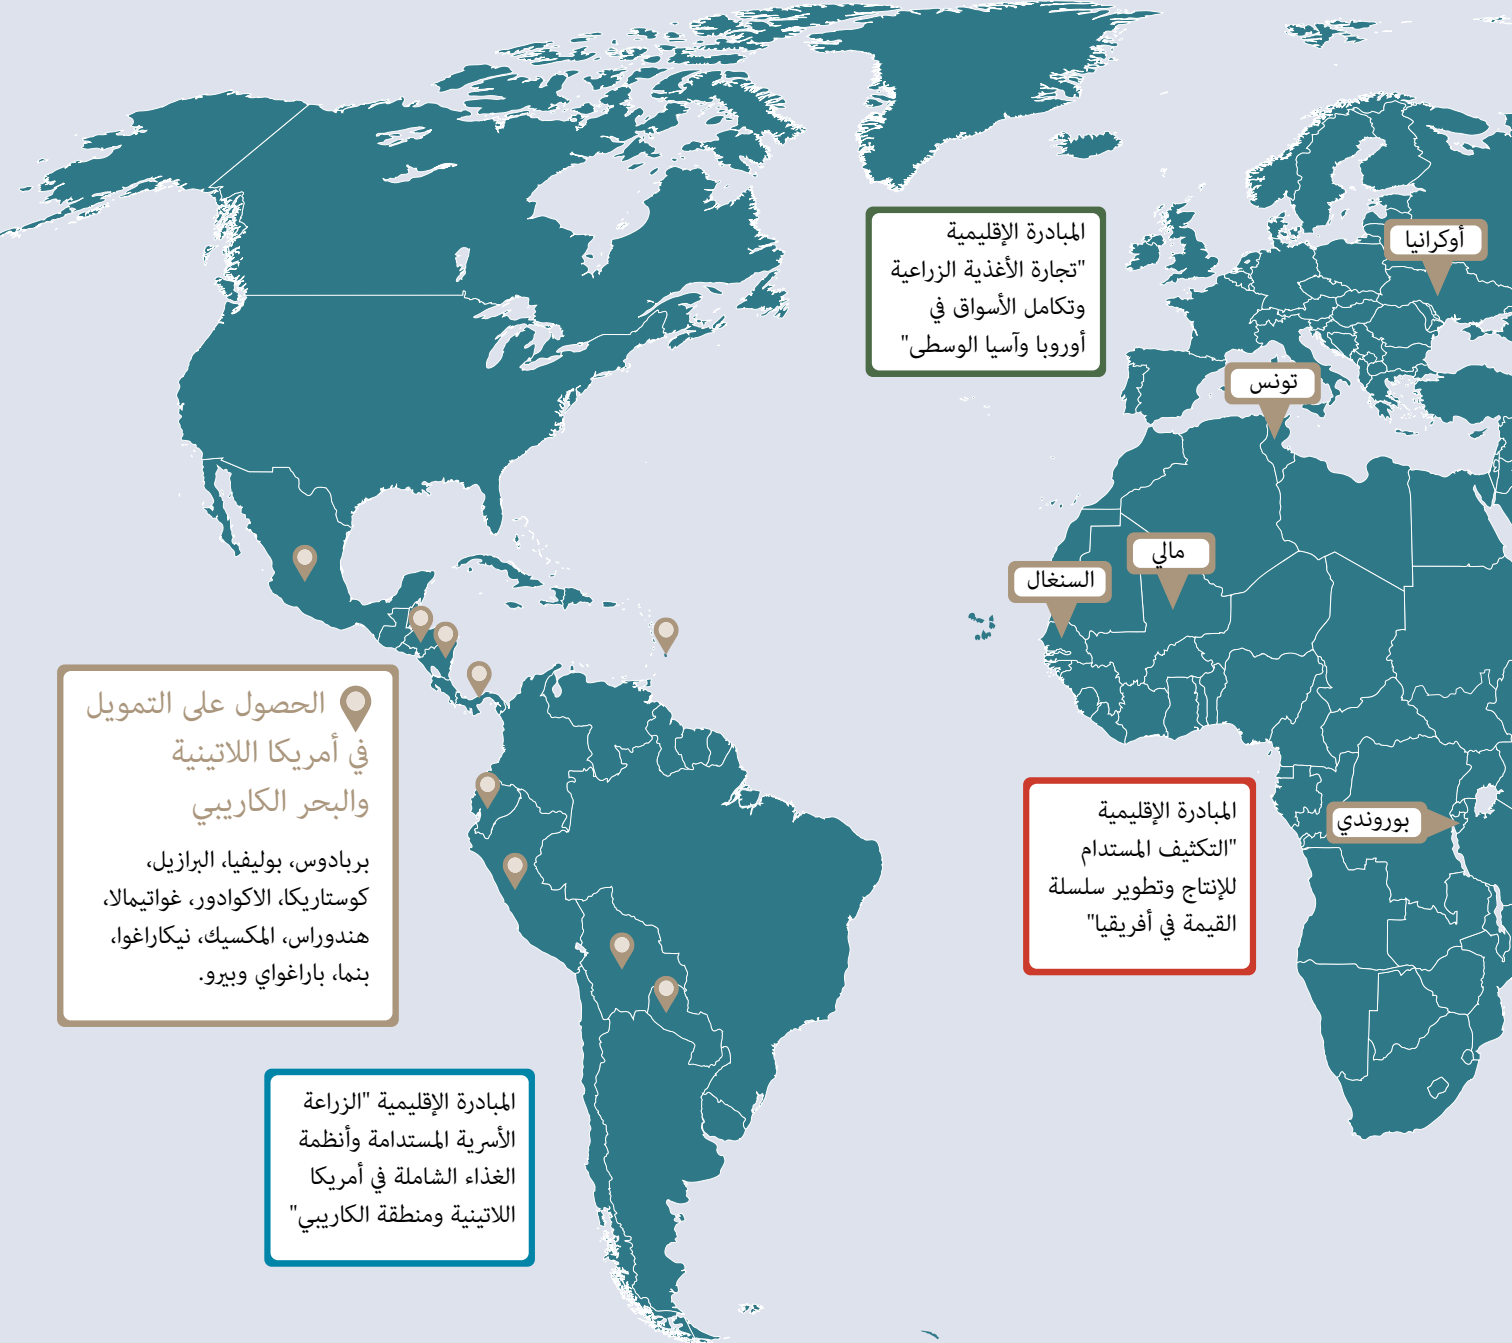 المبادرة الإقليمية
"تجارة الأغذية الزراعية
وتكامل الأسواق في
أوروبا وآسيا الوسطى"
أوكرانيا
تونس
مالي
السنغال
الحصول على التمويل
في أمريكا اللاتينية
والبحر الكاريبي
بربادوس، بوليفيا، البرازيل،
كوستاريكا، الاكوادور، غواتيمالا،
هندوراس، المكسيك، نيكاراغوا،
بنما، باراغواي وبيرو.
المبادرة الإقليمية
"التكثيف المستدام
للإنتاج وتطوير سلسلة
القيمة في أفريقيا"
بوروندي
المبادرة الإقليمية "الزراعة
الأسرية المستدامة وأنظمة
الغذاء الشاملة في أمريكا
اللاتينية ومنطقة الكاريبي"